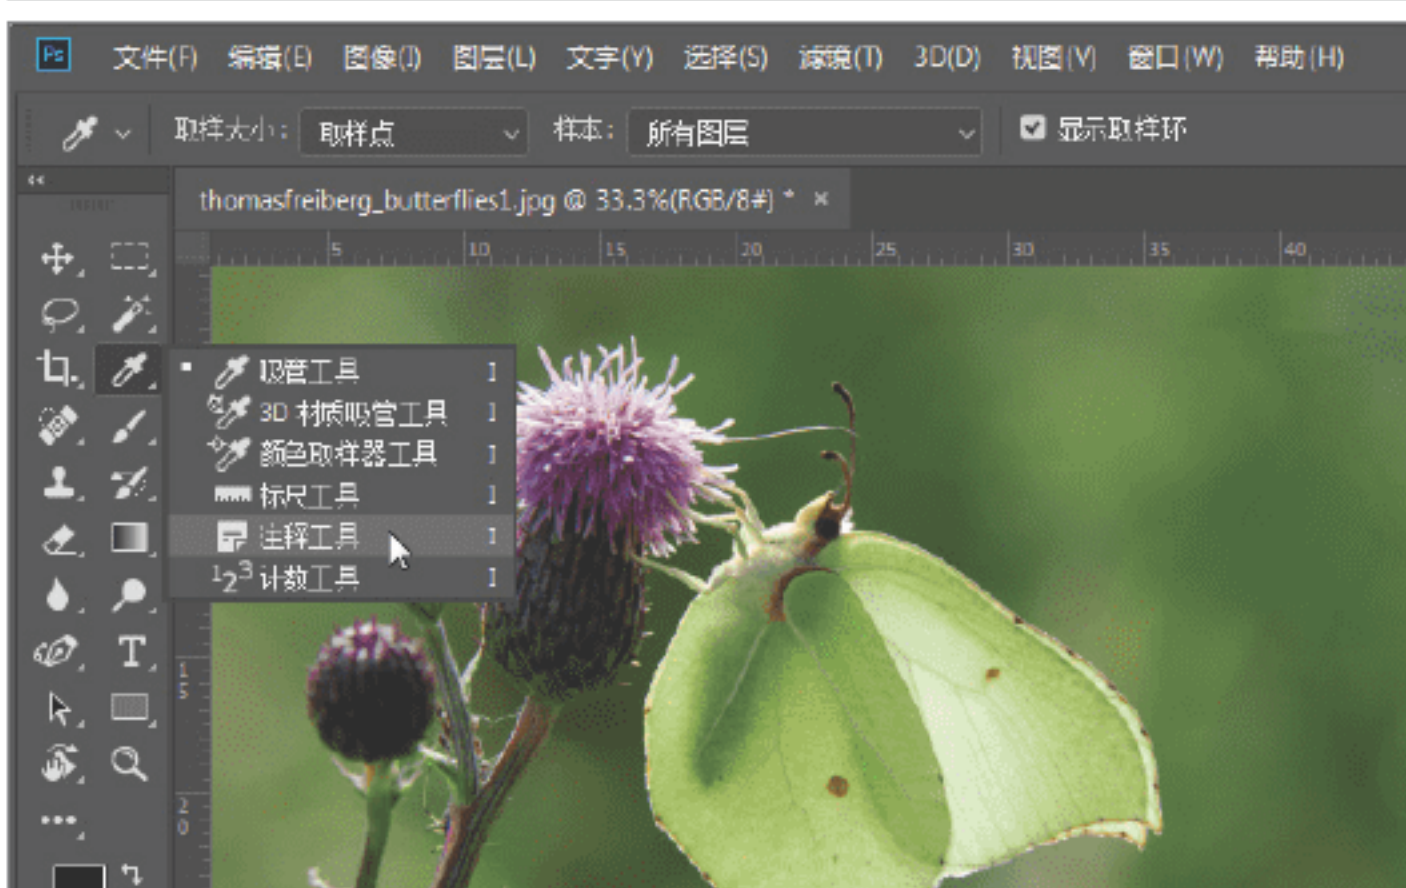 Ps 文件(F) 编辑(E) 图像(I) 图层(L) 文字(Y) 选择(S) 滤镜(T) 3D(D) 视图(V) 窗口(W) 帮助(H)
取样大小: 取样点 样本: 所有图层 显示取样环
thomasfreiberg_butterflies1.jpg @ 33.3%(RGB/8#) * ×
5 10 15 20 25 30 35 40
吸管工具 I
3D 材质吸管工具 I
颜色取样器工具 I
标尺工具 I
注释工具 I
123 计数工具 I
T
15
20